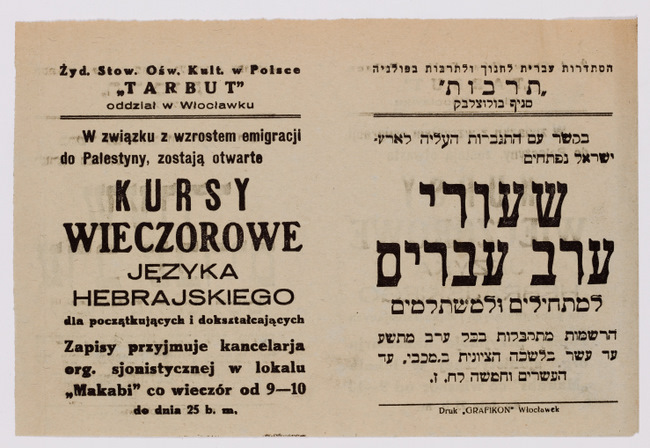 Żyd. Stow. Ośw. Kult. w Polsce
„TARBUT”
oddział w Włocławku
W związku z wzrostem emigracji
do Palestyny, zostają otwarte
KURSY
WIECZOROWE
JĘZYKA
HEBRAJSKIEGO
dla początkujących i dokształcających
Zapisy przyjmuje kancelarja
org. sjonistycznej w lokalu
„Makabi” co wieczór od 9—10
do dnia 25 b. m.
הסתדרות עברית לחנוך ולתרבות בפולניה
„תרבות”
סניף בולוצלבק
בקשר עם התגברות העליה לארץ־
ישראל נפתחים
שעורי
ערב עברים
למתחילים ולמשתלמים
הרשמות מתקבלות בכל ערב מתשע
עד עשר בלשכה הציונית ב„מכבי”, עד
העשרים וחמשה לח. ז.
Druk „GRAFIKON” Włocławek